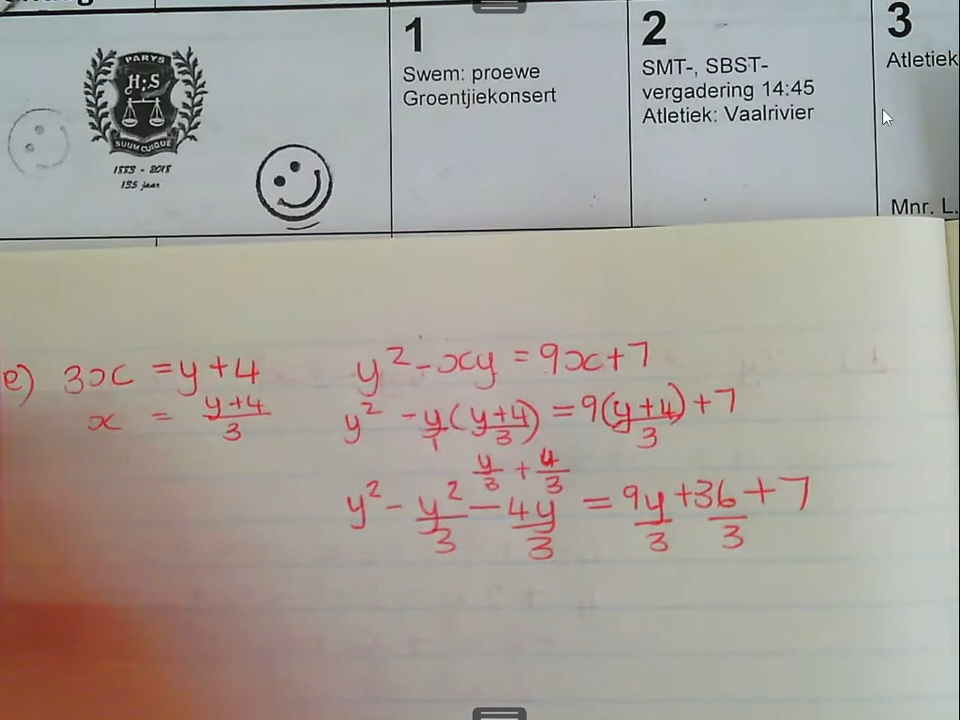 PARYS
H·S
SUUM CUIQUE
1883 - 2018
135 jaar
1
Swem: proewe
Groentjiekonsert
2
SMT-, SBST-
vergadering 14:45
Atletiek: Vaalrivier
3
Atletiek
Mnr. L.
e) 3x = y+4
x = y+4/3
y² - xy = 9x+7
y² - y/1(y+4/3) = 9(y+4/3)+7
y/3 + 4/3
y² - y²/3 - 4y/3 = 9y/3 + 36/3 + 7